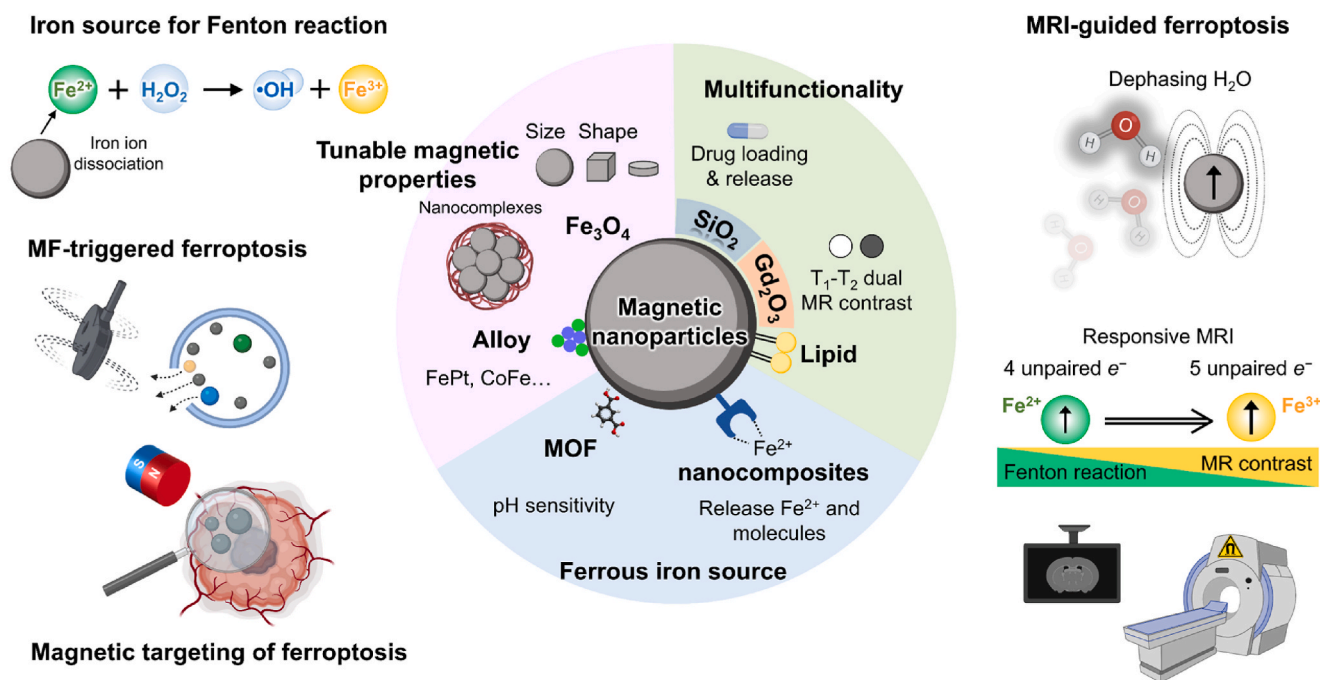 Iron source for Fenton reaction
Fe²⁺ + H₂O₂ → •OH + Fe³⁺
Iron ion
dissociation
MF-triggered ferroptosis
S
N
Magnetic targeting of ferroptosis
Tunable magnetic
properties
Size Shape
Nanocomplexes
Fe₃O₄
Alloy
FePt, CoFe…
Multifunctionality
Drug loading
& release
SiO₂
Gd₂O₃
T₁-T₂ dual
MR contrast
Lipid
Magnetic
nanoparticles
MOF
pH sensitivity
Fe²⁺
nanocomposites
Release Fe²⁺ and
molecules
Ferrous iron source
MRI-guided ferroptosis
Dephasing H₂O
O
H
H
H
O
H
H
O
H
Responsive MRI
4 unpaired e⁻ 5 unpaired e⁻
Fe²⁺ Fe³⁺
Fenton reaction MR contrast